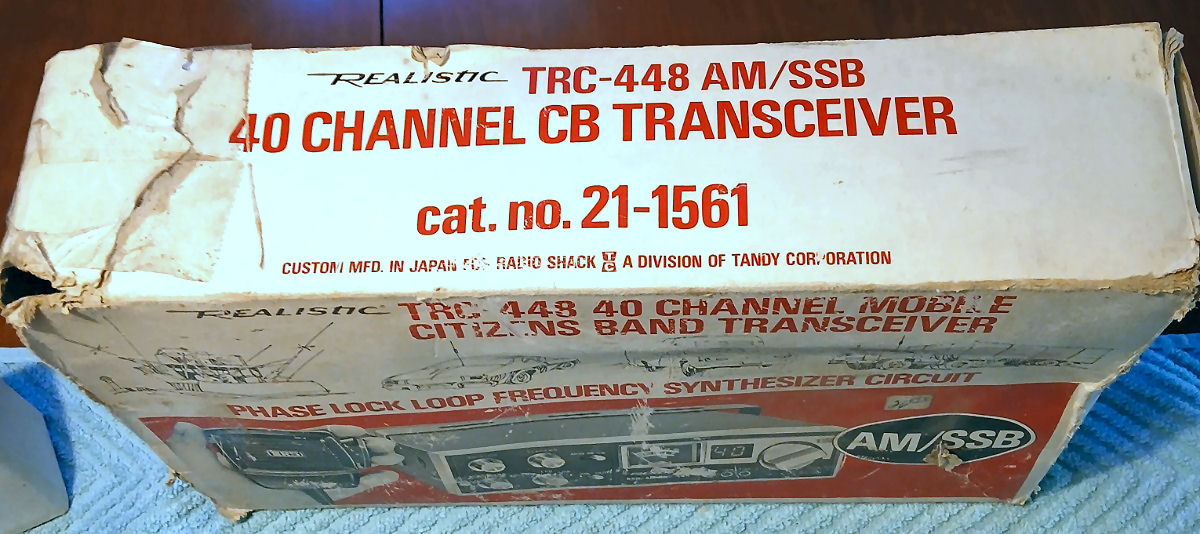 REALISTIC TRC-448 AM/SSB
40 CHANNEL CB TRANSCEIVER
cat. no. 21-1561
CUSTOM MFD. IN JAPAN FOR RADIO SHACK TC A DIVISION OF TANDY CORPORATION
REALISTIC TRC-448 40 CHANNEL MOBILE
CITIZENS BAND TRANSCEIVER
PHASE LOCK LOOP FREQUENCY SYNTHESIZER CIRCUIT
AM/SSB
40